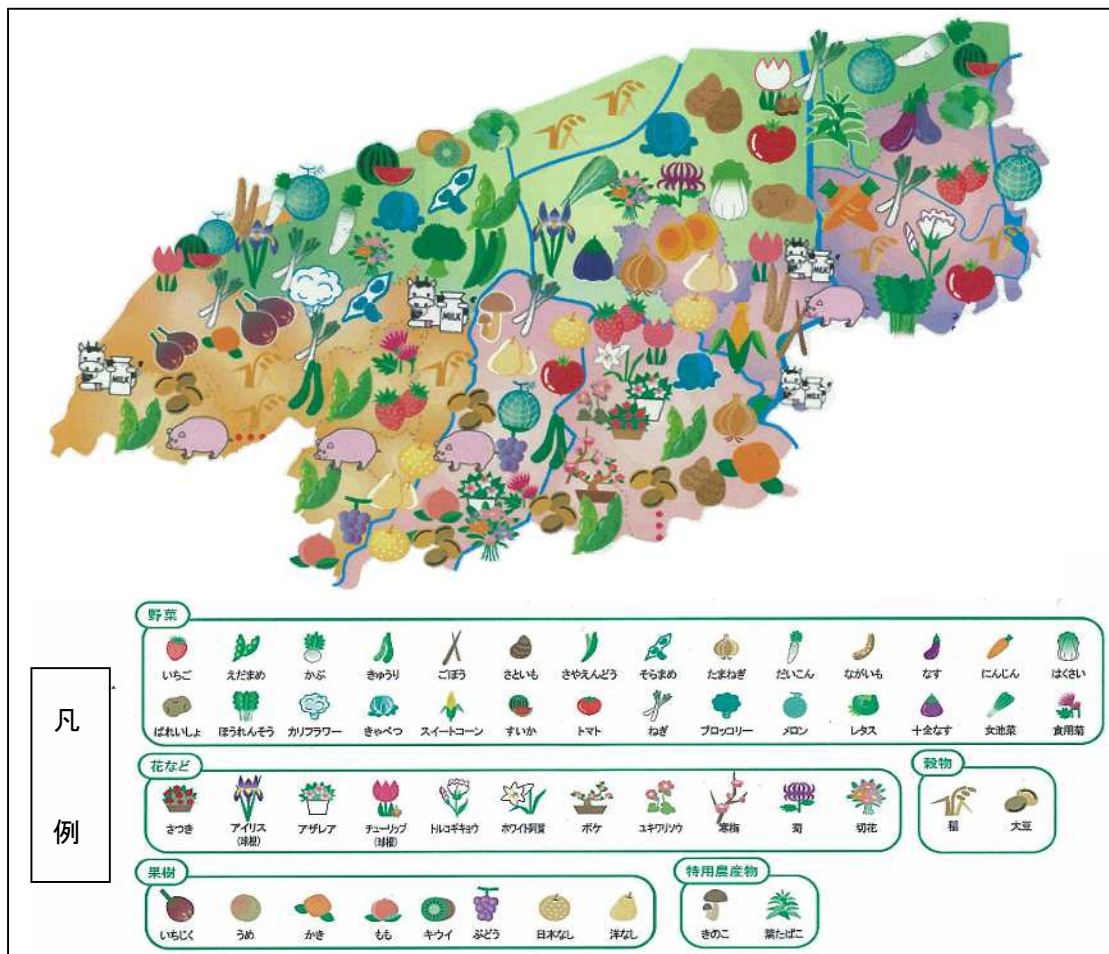 MILK
MILK
MILK
MILK
凡
例
野菜
いちご えだまめ かぶ きゅうり ごぼう さといも さやえんどう そらまめ たまねぎ だいこん ながいも なす にんじん はくさい
ばれいしょ ほうれんそう カリフラワー きゃべつ スイートコーン すいか トマト ねぎ ブロッコリー メロン レタス 十全なす 女池菜 食用菊
花など
さつき アイリス(球根) アザレア チューリップ(球根) トルコギキョウ ホワイト阿賀 ボケ ユキワリソウ 寒梅 菊 切花
穀物
稲 大豆
果樹
いちじく うめ かき もも キウイ ぶどう 日本なし 洋なし
特用農産物
きのこ 葉たばこ